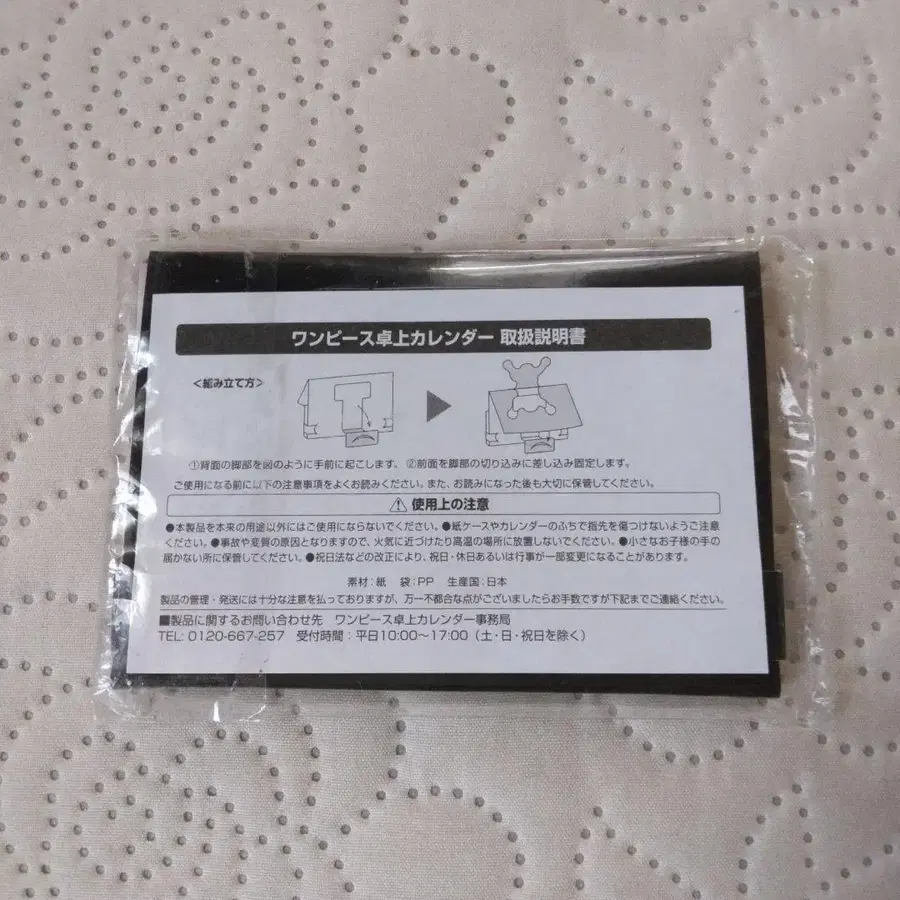 ワンピース卓上カレンダー 取扱説明書
＜組み立て方＞
①背面の脚部を図のように手前に起こします。 ②前面を脚部の切り込みに差し込み固定します。
ご使用になる前に以下の注意事項をよくお読みください。また、お読みになった後も大切に保管してください。
⚠ 使用上の注意
●本製品を本来の用途以外にはご使用にならないでください。●紙ケースやカレンダーのふちで指先を傷つけないようご注意
ください。●事故や変質の原因となりますので、火気に近づけたり高温の場所に放置しないでください。●小さなお子様の手の
届かない所に保管してください。●祝日法などの改正により、祝日・休日あるいは行事が一部変更になることがあります。
素材：紙　袋：PP　生産国：日本
製品の管理・発送には十分な注意を払っておりますが、万一不都合な点がございましたらお手数ですが下記までご連絡ください。
■製品に関するお問い合わせ先　ワンピース卓上カレンダー事務局
TEL：0120-667-257　受付時間：平日10:00～17:00（土・日・祝日を除く）